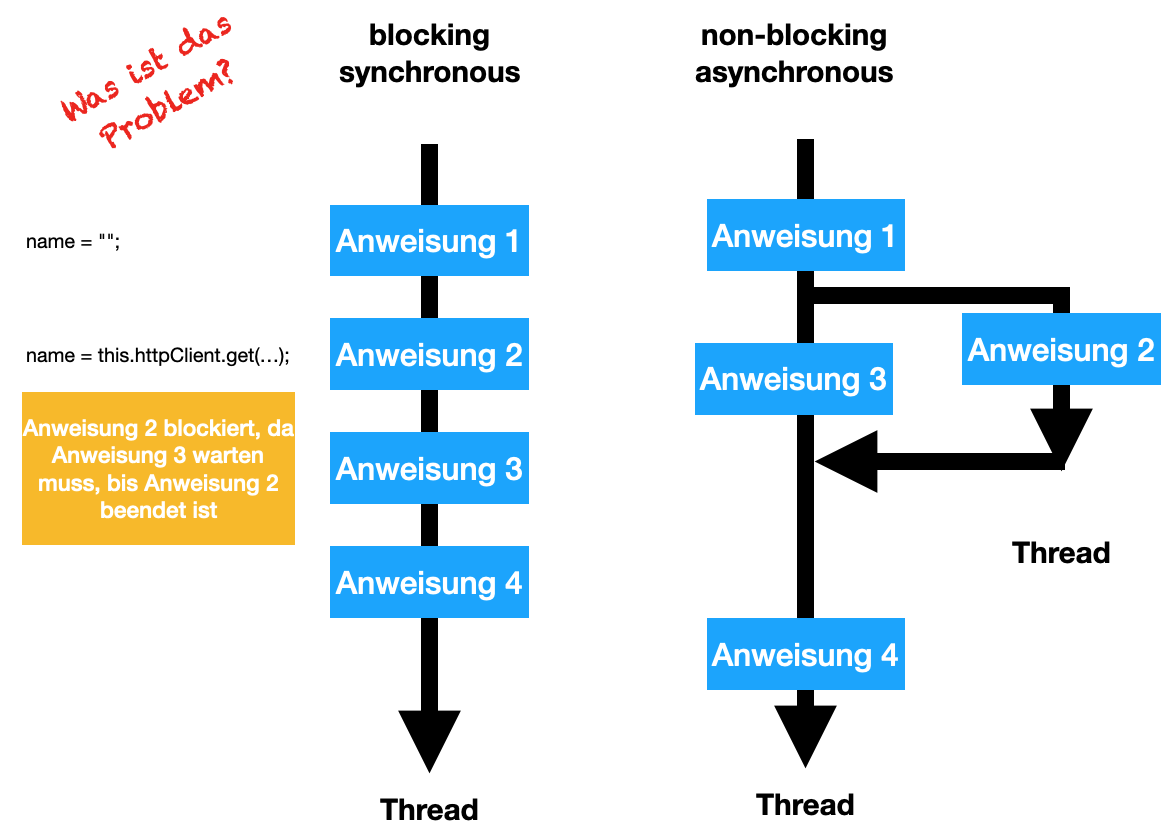 Was ist das
Problem?
blocking
synchronous
non-blocking
asynchronous
name = "";
Anweisung 1
Anweisung 1
name = this.httpClient.get(…);
Anweisung 2
Anweisung 2
Anweisung 3
Anweisung 2 blockiert, da
Anweisung 3 warten
muss, bis Anweisung 2
beendet ist
Anweisung 3
Anweisung 4
Thread
Anweisung 4
Thread
Thread